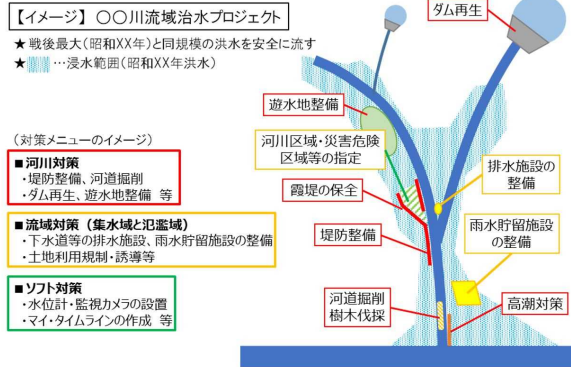 【イメージ】 〇〇川流域治水プロジェクト
★戦後最大（昭和XX年）と同規模の洪水を安全に流す
★ …浸水範囲（昭和XX年洪水）
（対策メニューのイメージ）
■河川対策
・堤防整備、河道掘削
・ダム再生、遊水地整備 等
■流域対策（集水域と氾濫域）
・下水道等の排水施設、雨水貯留施設の整備
・土地利用規制・誘導等
■ソフト対策
・水位計・監視カメラの設置
・マイ・タイムラインの作成 等
ダム再生
遊水地整備
河川区域・災害危険
区域等の指定
霞堤の保全
堤防整備
排水施設の
整備
雨水貯留施設
の整備
河道掘削
樹木伐採
高潮対策